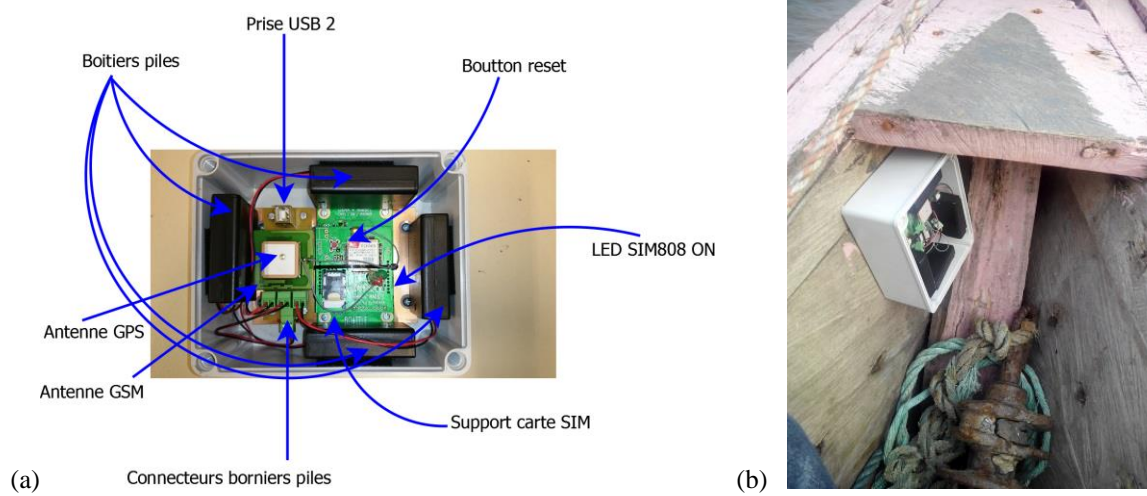 Prise USB 2
Boitiers piles
Boutton reset
LED SIM808 ON
Antenne GPS
Antenne GSM
Support carte SIM
Connecteurs borniers piles
(a)
(b)